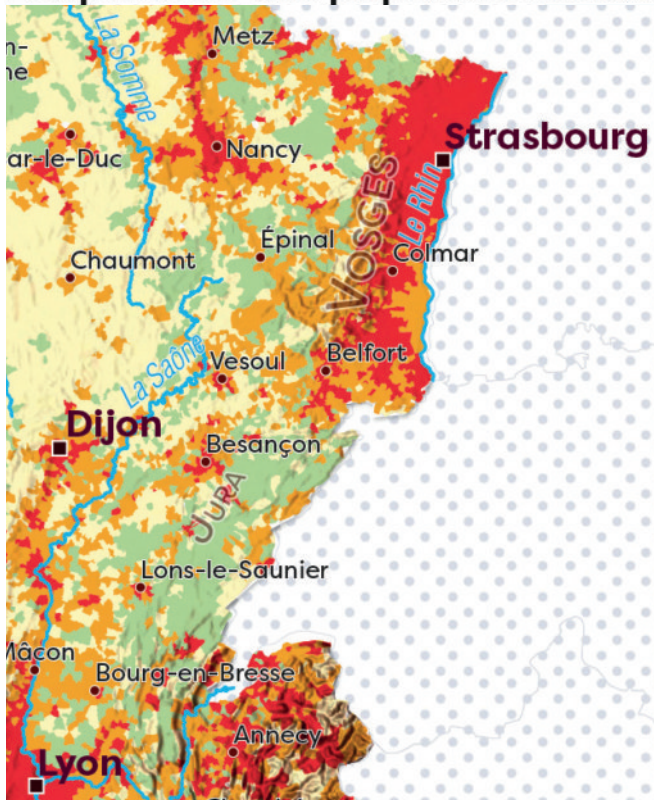 Metz
La Somme
Strasbourg
ar-le-Duc
Nancy
VOSGES
Le Rhin
Épinal
Colmar
Chaumont
La Saône
Vesoul
Belfort
Dijon
Besançon
JURA
Lons-le-Saunier
Mâcon
Bourg-en-Bresse
Annecy
Lyon